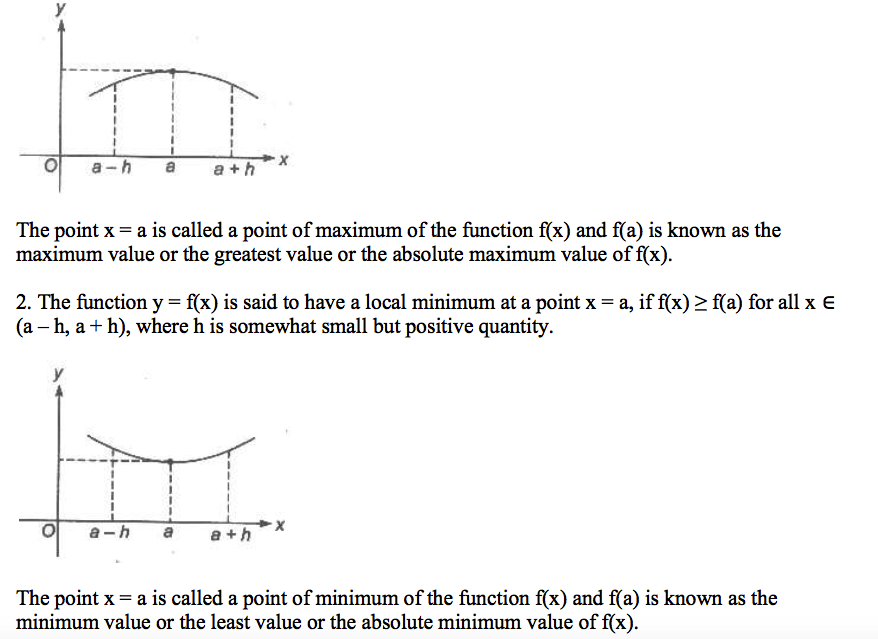 y
O a – h a a + h x
The point x = a is called a point of maximum of the function f(x) and f(a) is known as the
maximum value or the greatest value or the absolute maximum value of f(x).
2. The function y = f(x) is said to have a local minimum at a point x = a, if f(x) ≥ f(a) for all x ∈
(a – h, a + h), where h is somewhat small but positive quantity.
y
O a – h a a + h x
The point x = a is called a point of minimum of the function f(x) and f(a) is known as the
minimum value or the least value or the absolute minimum value of f(x).